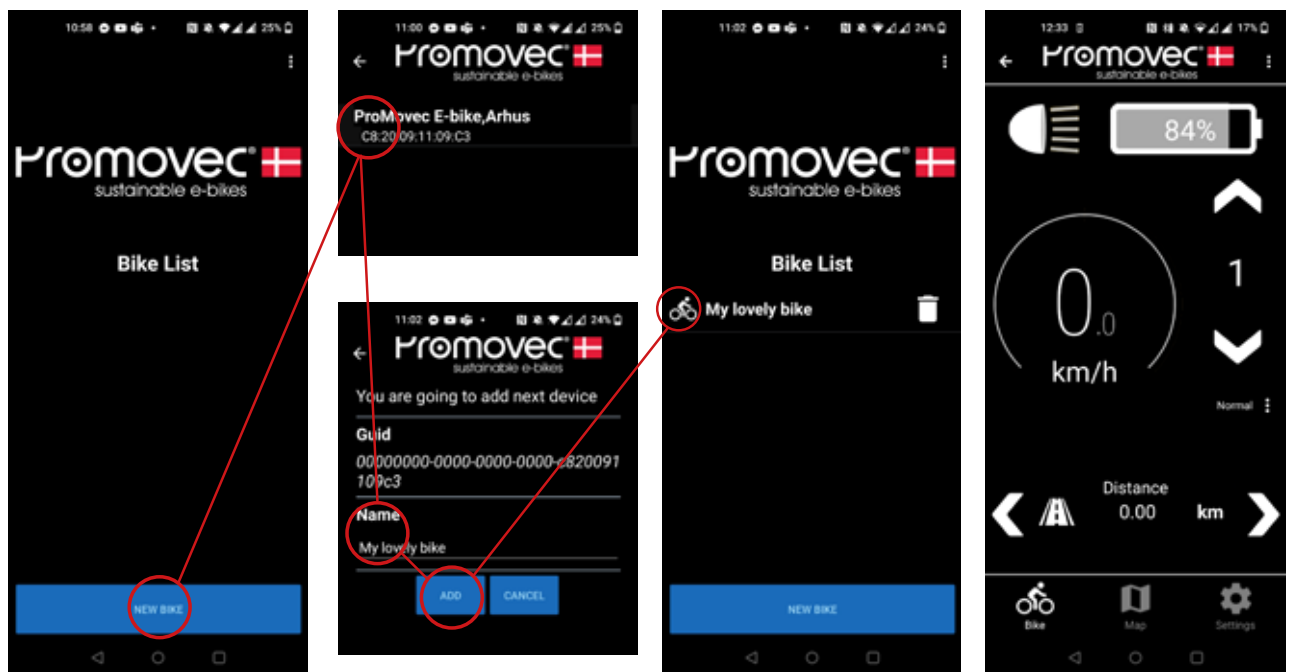 10:58
25%
Promovec
sustainable e-bikes
Bike List
NEW BIKE
11:00
25%
Promovec
sustainable e-bikes
ProMovec E-bike,Arhus
C8:20:09:11:09:C3
11:02
24%
Promovec
sustainable e-bikes
You are going to add next device
Guid
00000000-0000-0000-0000-c820091
109c3
Name
My lovely bike
ADD
CANCEL
11:02
24%
Promovec
sustainable e-bikes
Bike List
My lovely bike
NEW BIKE
12:33
17%
Promovec
sustainable e-bikes
84%
1
0.0
km/h
Normal
Distance
0.00 km
Bike
Map
Settings